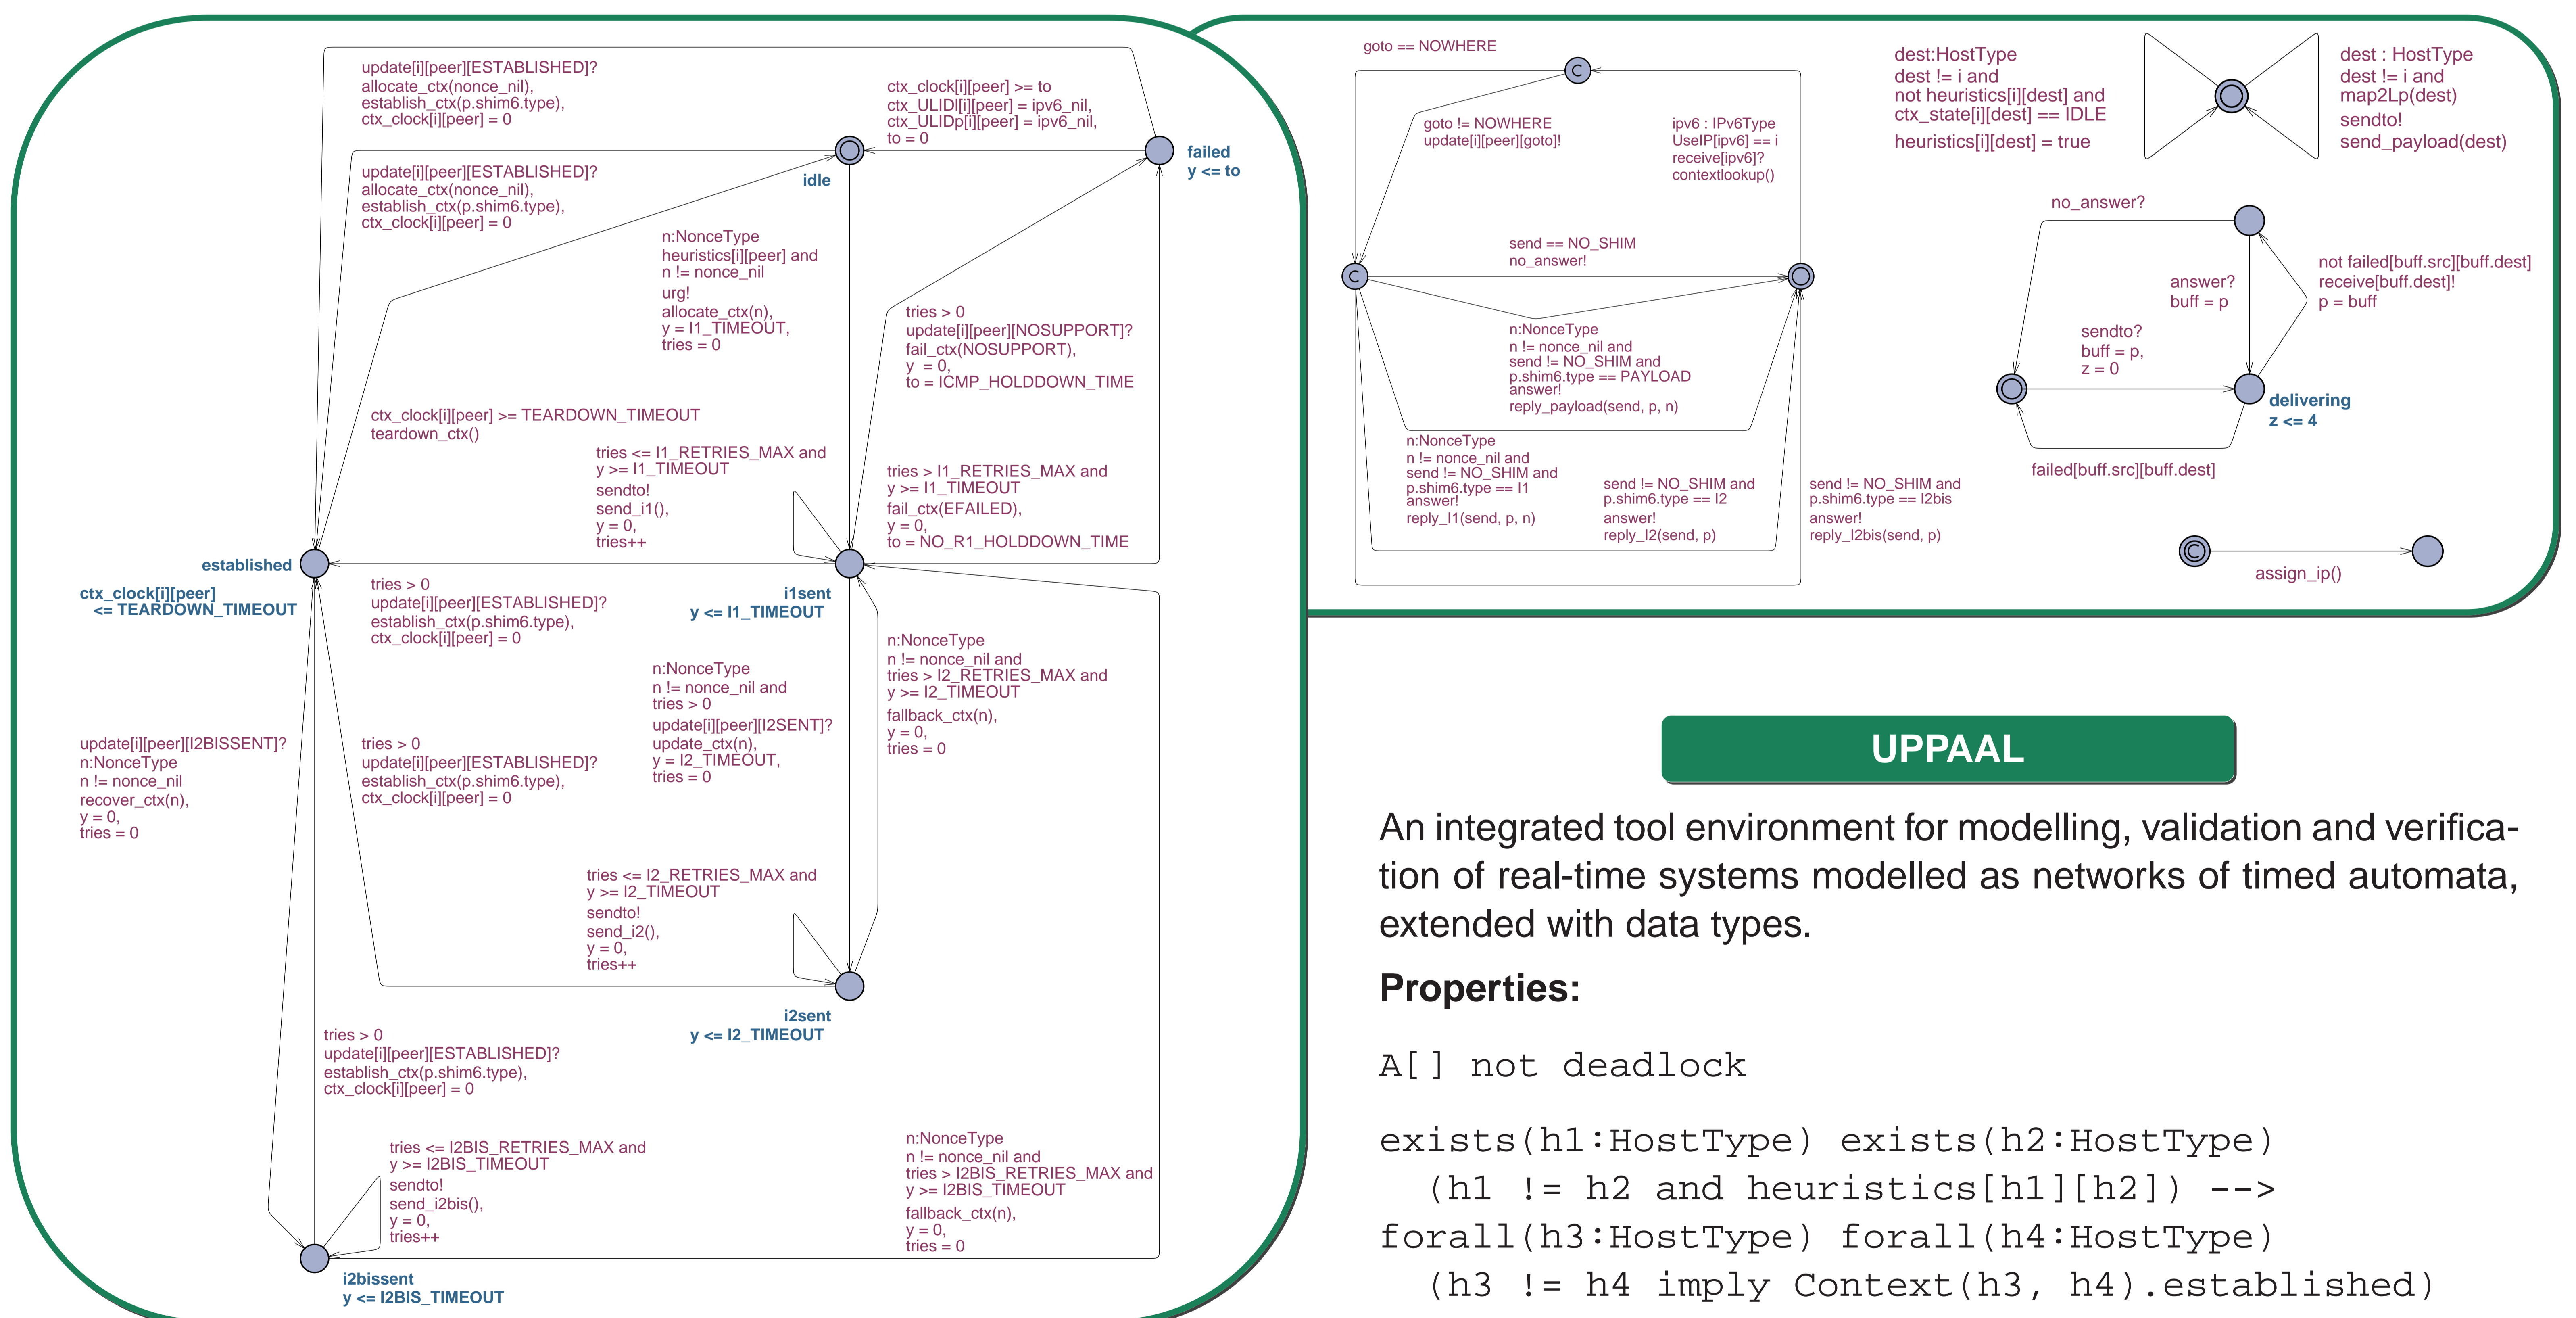 update[i][peer][ESTABLISHED]?
allocate_ctx(nonce_nil),
establish_ctx(p.shim6.type),
ctx_clock[i][peer] = 0
ctx_clock[i][peer] >= to
ctx_ULIDl[i][peer] = ipv6_nil,
ctx_ULIDp[i][peer] = ipv6_nil,
to = 0
failed
y <= to
idle
update[i][peer][ESTABLISHED]?
allocate_ctx(nonce_nil),
establish_ctx(p.shim6.type),
ctx_clock[i][peer] = 0
n:NonceType
heuristics[i][peer] and
n != nonce_nil
urg!
allocate_ctx(n),
y = I1_TIMEOUT,
tries = 0
tries > 0
update[i][peer][NOSUPPORT]?
fail_ctx(NOSUPPORT),
y  = 0,
to = ICMP_HOLDDOWN_TIME
ctx_clock[i][peer] >= TEARDOWN_TIMEOUT
teardown_ctx()
tries <= I1_RETRIES_MAX and
y >= I1_TIMEOUT
sendto!
send_i1(),
y = 0,
tries++
tries > I1_RETRIES_MAX and
y >= I1_TIMEOUT
fail_ctx(EFAILED),
y = 0,
to = NO_R1_HOLDDOWN_TIME
established
ctx_clock[i][peer]
<= TEARDOWN_TIMEOUT
tries > 0
update[i][peer][ESTABLISHED]?
establish_ctx(p.shim6.type),
ctx_clock[i][peer] = 0
i1sent
y <= I1_TIMEOUT
n:NonceType
n != nonce_nil and
tries > 0
update[i][peer][I2SENT]?
update_ctx(n),
y = I2_TIMEOUT,
tries = 0
n:NonceType
n != nonce_nil and
tries > I2_RETRIES_MAX and
y >= I2_TIMEOUT
fallback_ctx(n),
y = 0,
tries = 0
update[i][peer][I2BISSENT]?
n:NonceType
n != nonce_nil
recover_ctx(n),
y = 0,
tries = 0
tries > 0
update[i][peer][ESTABLISHED]?
establish_ctx(p.shim6.type),
ctx_clock[i][peer] = 0
tries <= I2_RETRIES_MAX and
y >= I2_TIMEOUT
sendto!
send_i2(),
y = 0,
tries++
i2sent
y <= I2_TIMEOUT
tries > 0
update[i][peer][ESTABLISHED]?
establish_ctx(p.shim6.type),
ctx_clock[i][peer] = 0
tries <= I2BIS_RETRIES_MAX and
y >= I2BIS_TIMEOUT
sendto!
send_i2bis(),
y = 0,
tries++
n:NonceType
n != nonce_nil and
tries > I2BIS_RETRIES_MAX and
y >= I2BIS_TIMEOUT
fallback_ctx(n),
y = 0,
tries = 0
i2bissent
y <= I2BIS_TIMEOUT
goto == NOWHERE
C
goto != NOWHERE
update[i][peer][goto]!
ipv6 : IPv6Type
UseIP[ipv6] == i
receive[ipv6]?
contextlookup()
C
send == NO_SHIM
no_answer!
n:NonceType
n != nonce_nil and
send != NO_SHIM and
p.shim6.type == PAYLOAD
answer!
reply_payload(send, p, n)
n:NonceType
n != nonce_nil and
send != NO_SHIM and
p.shim6.type == I1
answer!
reply_I1(send, p, n)
send != NO_SHIM and
p.shim6.type == I2
answer!
reply_I2(send, p)
send != NO_SHIM and
p.shim6.type == I2bis
answer!
reply_I2bis(send, p)
dest:HostType
dest != i and
not heuristics[i][dest] and
ctx_state[i][dest] == IDLE
heuristics[i][dest] = true
dest : HostType
dest != i and
map2Lp(dest)
sendto!
send_payload(dest)
no_answer?
answer?
buff = p
not failed[buff.src][buff.dest]
receive[buff.dest]!
p = buff
sendto?
buff = p,
z = 0
delivering
z <= 4
failed[buff.src][buff.dest]
C
assign_ip()
UPPAAL
An integrated tool environment for modelling, validation and verifica-
tion of real-time systems modelled as networks of timed automata,
extended with data types.
Properties:
A[] not deadlock
exists(h1:HostType) exists(h2:HostType)
(h1 != h2 and heuristics[h1][h2]) -->
forall(h3:HostType) forall(h4:HostType)
(h3 != h4 imply Context(h3, h4).established)